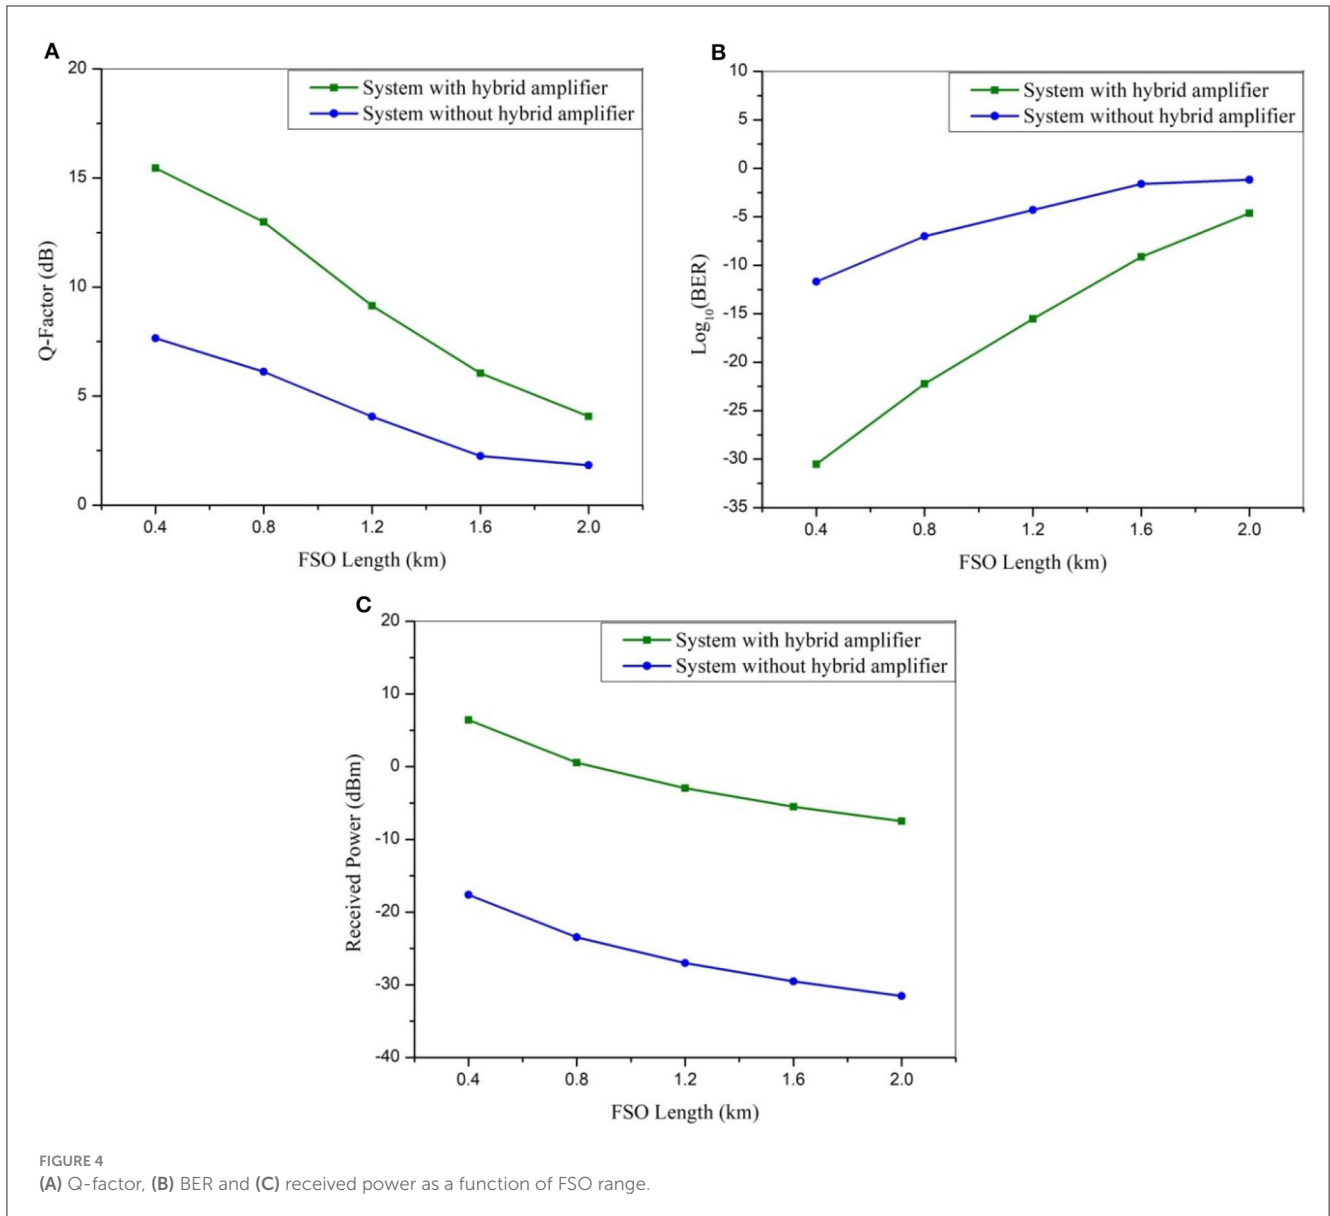 A
20
15
10
5
0
Q-Factor (dB)
System with hybrid amplifier
System without hybrid amplifier
0.4 0.8 1.2 1.6 2.0
FSO Length (km)
B
10
5
0
-5
-10
-15
-20
-25
-30
-35
Log10(BER)
System with hybrid amplifier
System without hybrid amplifier
0.4 0.8 1.2 1.6 2.0
FSO Length (km)
C
20
10
0
-10
-20
-30
-40
Received Power (dBm)
System with hybrid amplifier
System without hybrid amplifier
0.4 0.8 1.2 1.6 2.0
FSO Length (km)
FIGURE 4
(A) Q-factor, (B) BER and (C) received power as a function of FSO range.